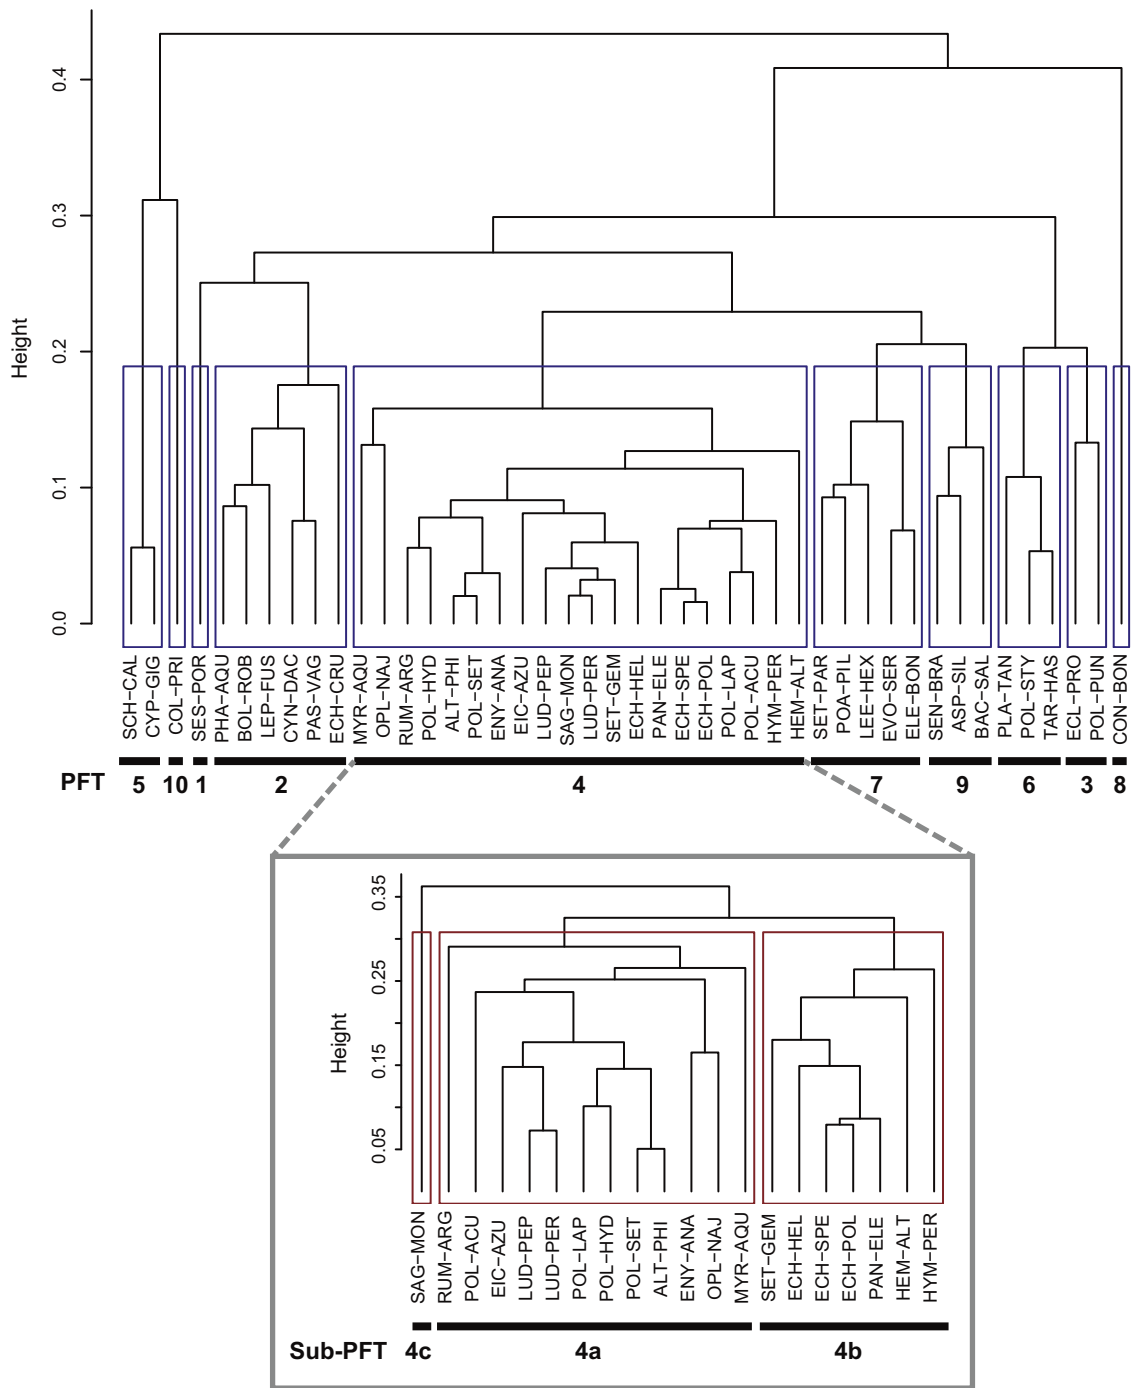 Height
0.4
0.3
0.2
0.1
0.0
SCH–CAL
CYP–GIG
COL–PRI
SES–POR
PHA–AQU
BOL–ROB
LEP–FUS
CYN–DAC
PAS–VAG
ECH–CRU
MYR–AQU
OPL–NAJ
RUM–ARG
POL–HYD
ALT–PHI
POL–SET
ENY–ANA
EIC–AZU
LUD–PEP
SAG–MON
LUD–PER
SET–GEM
ECH–HEL
PAN–ELE
ECH–SPE
ECH–POL
POL–LAP
POL–ACU
HYM–PER
HEM–ALT
SET–PAR
POA–PIL
LEE–HEX
EVO–SER
ELE–BON
SEN–BRA
ASP–SIL
BAC–SAL
PLA–TAN
POL–STY
TAR–HAS
ECL–PRO
POL–PUN
CON–BON
PFT 5 10 1 2 4 7 9 6 3 8
Height
0.35
0.25
0.15
0.05
SAG–MON
RUM–ARG
POL–ACU
EIC–AZU
LUD–PEP
LUD–PER
POL–LAP
POL–HYD
POL–SET
ALT–PHI
ENY–ANA
OPL–NAJ
MYR–AQU
SET–GEM
ECH–HEL
ECH–SPE
ECH–POL
PAN–ELE
HEM–ALT
HYM–PER
Sub-PFT 4c 4a 4b